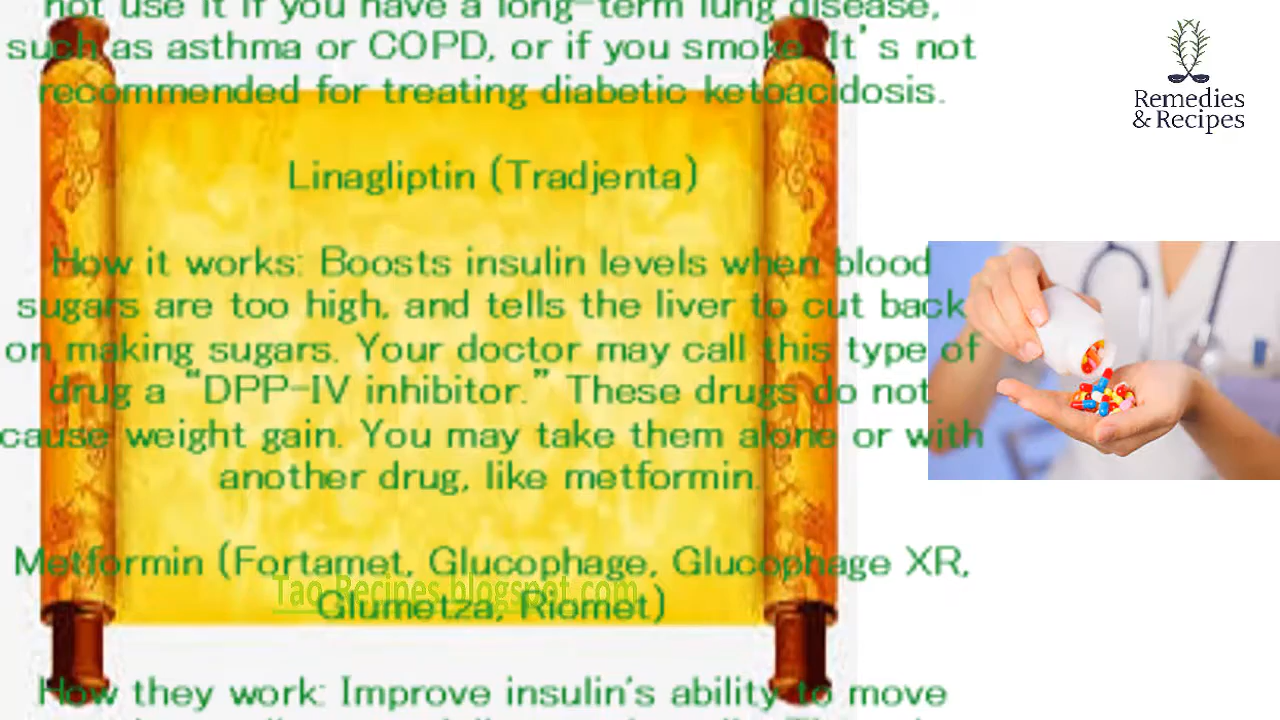 not use it if you have a long-term lung disease,
such as asthma or COPD, or if you smoke. It's not
recommended for treating diabetic ketoacidosis.
Linagliptin (Tradjenta)
How it works: Boosts insulin levels when blood
sugars are too high, and tells the liver to cut back
on making sugars. Your doctor may call this type of
drug a “DPP-IV inhibitor.” These drugs do not
cause weight gain. You may take them alone or with
another drug, like metformin.
Metformin (Fortamet, Glucophage, Glucophage XR,
Glumetza, Riomet)
Tao Recipes.blogspot.com
How they work: Improve insulin's ability to move
Remedies
& Recipes